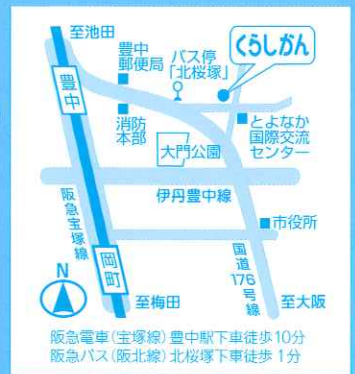 至池田
豊中
郵便局
バス停
「北桜塚」
くらしかん
豊中
消防
本部
大門公園
とよなか
国際交流
センター
伊丹豊中線
阪急宝塚線
市役所
岡町
国道176号線
N
至梅田
至大阪
阪急電車(宝塚線)豊中駅下車徒歩10分
阪急バス(阪北線)北桜塚下車徒歩1分